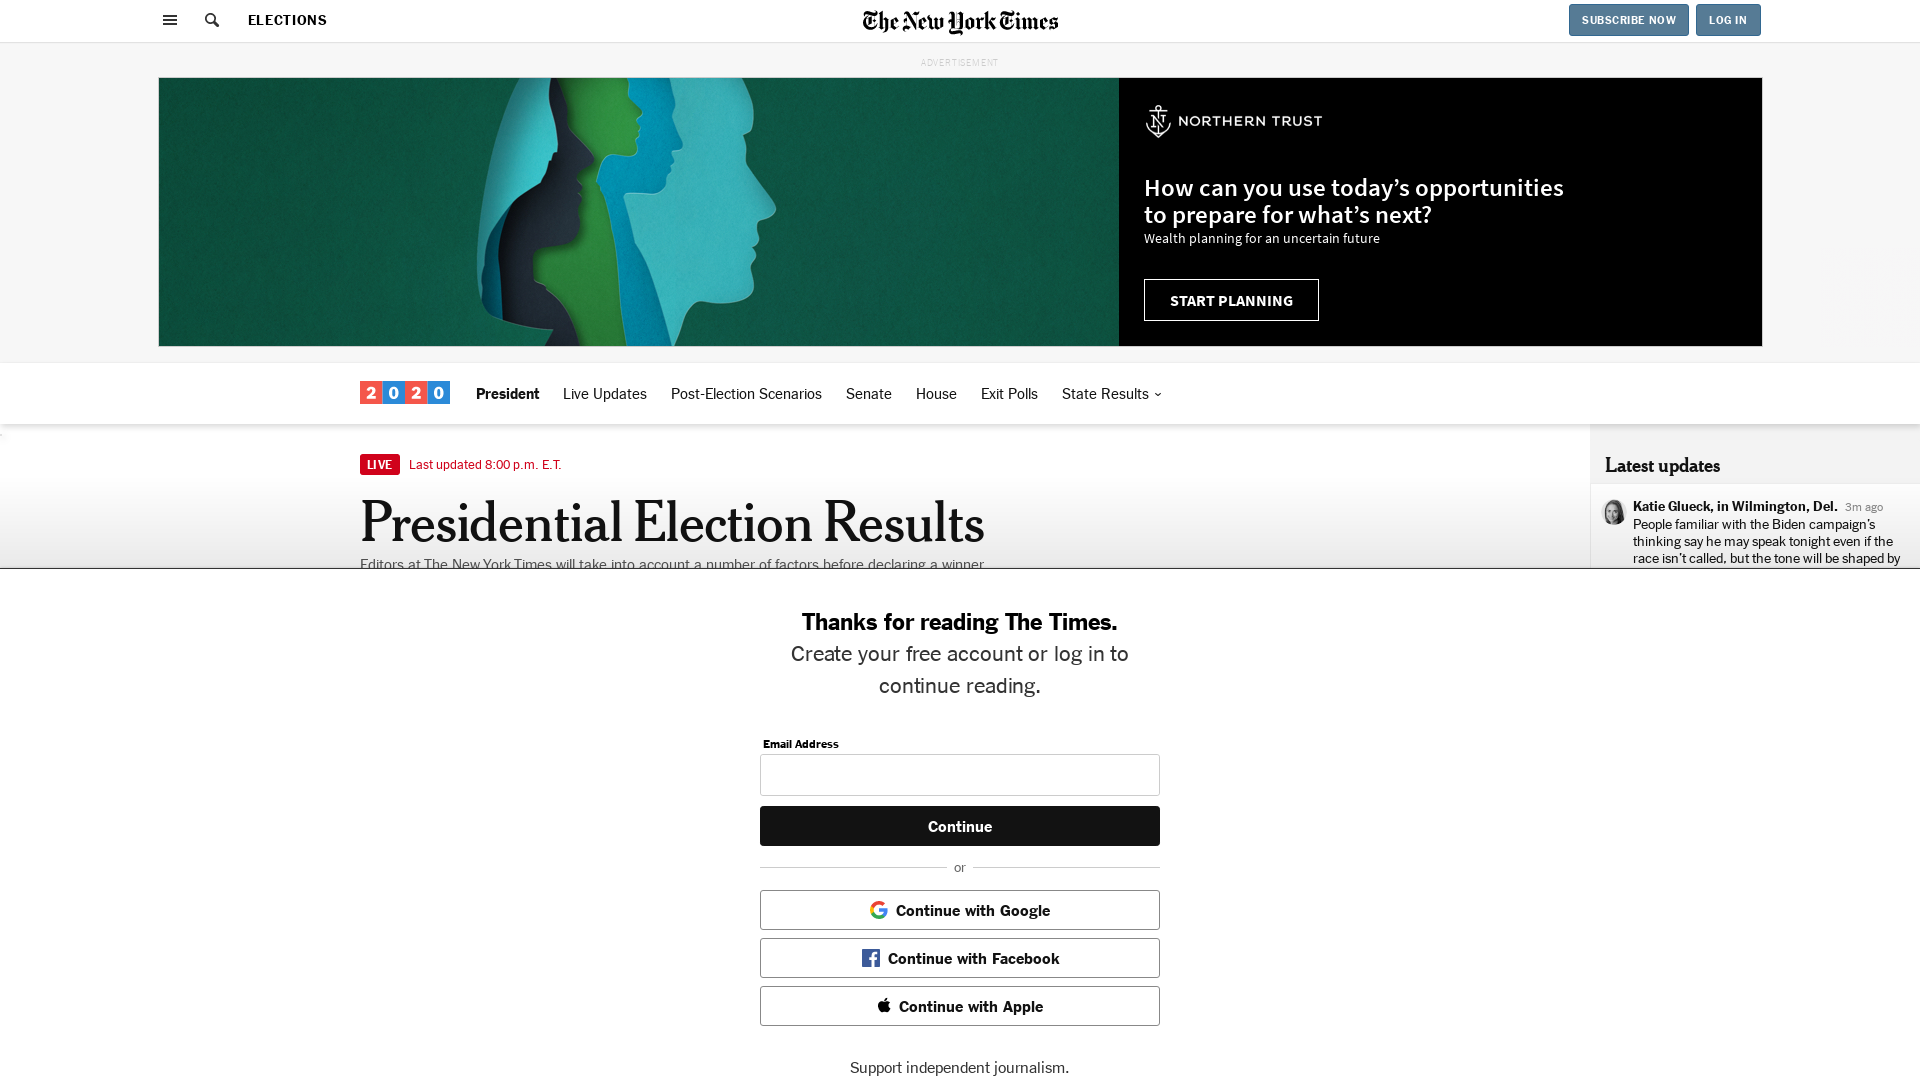 ELECTIONS
The New York Times
SUBSCRIBE NOW
LOG IN
ADVERTISEMENT
NORTHERN TRUST
How can you use today’s opportunities
to prepare for what’s next?
Wealth planning for an uncertain future
START PLANNING
2020
President
Live Updates
Post-Election Scenarios
Senate
House
Exit Polls
State Results
LIVE Last updated 8:00 p.m. E.T.
Presidential Election Results
Editors at The New York Times will take into account a number of factors before declaring a winner.
Latest updates
Katie Glueck, in Wilmington, Del. 3m ago
People familiar with the Biden campaign’s
thinking say he may speak tonight even if the
race isn’t called, but the tone will be shaped by
Thanks for reading The Times.
Create your free account or log in to
continue reading.
Email Address
Continue
or
Continue with Google
Continue with Facebook
Continue with Apple
Support independent journalism.